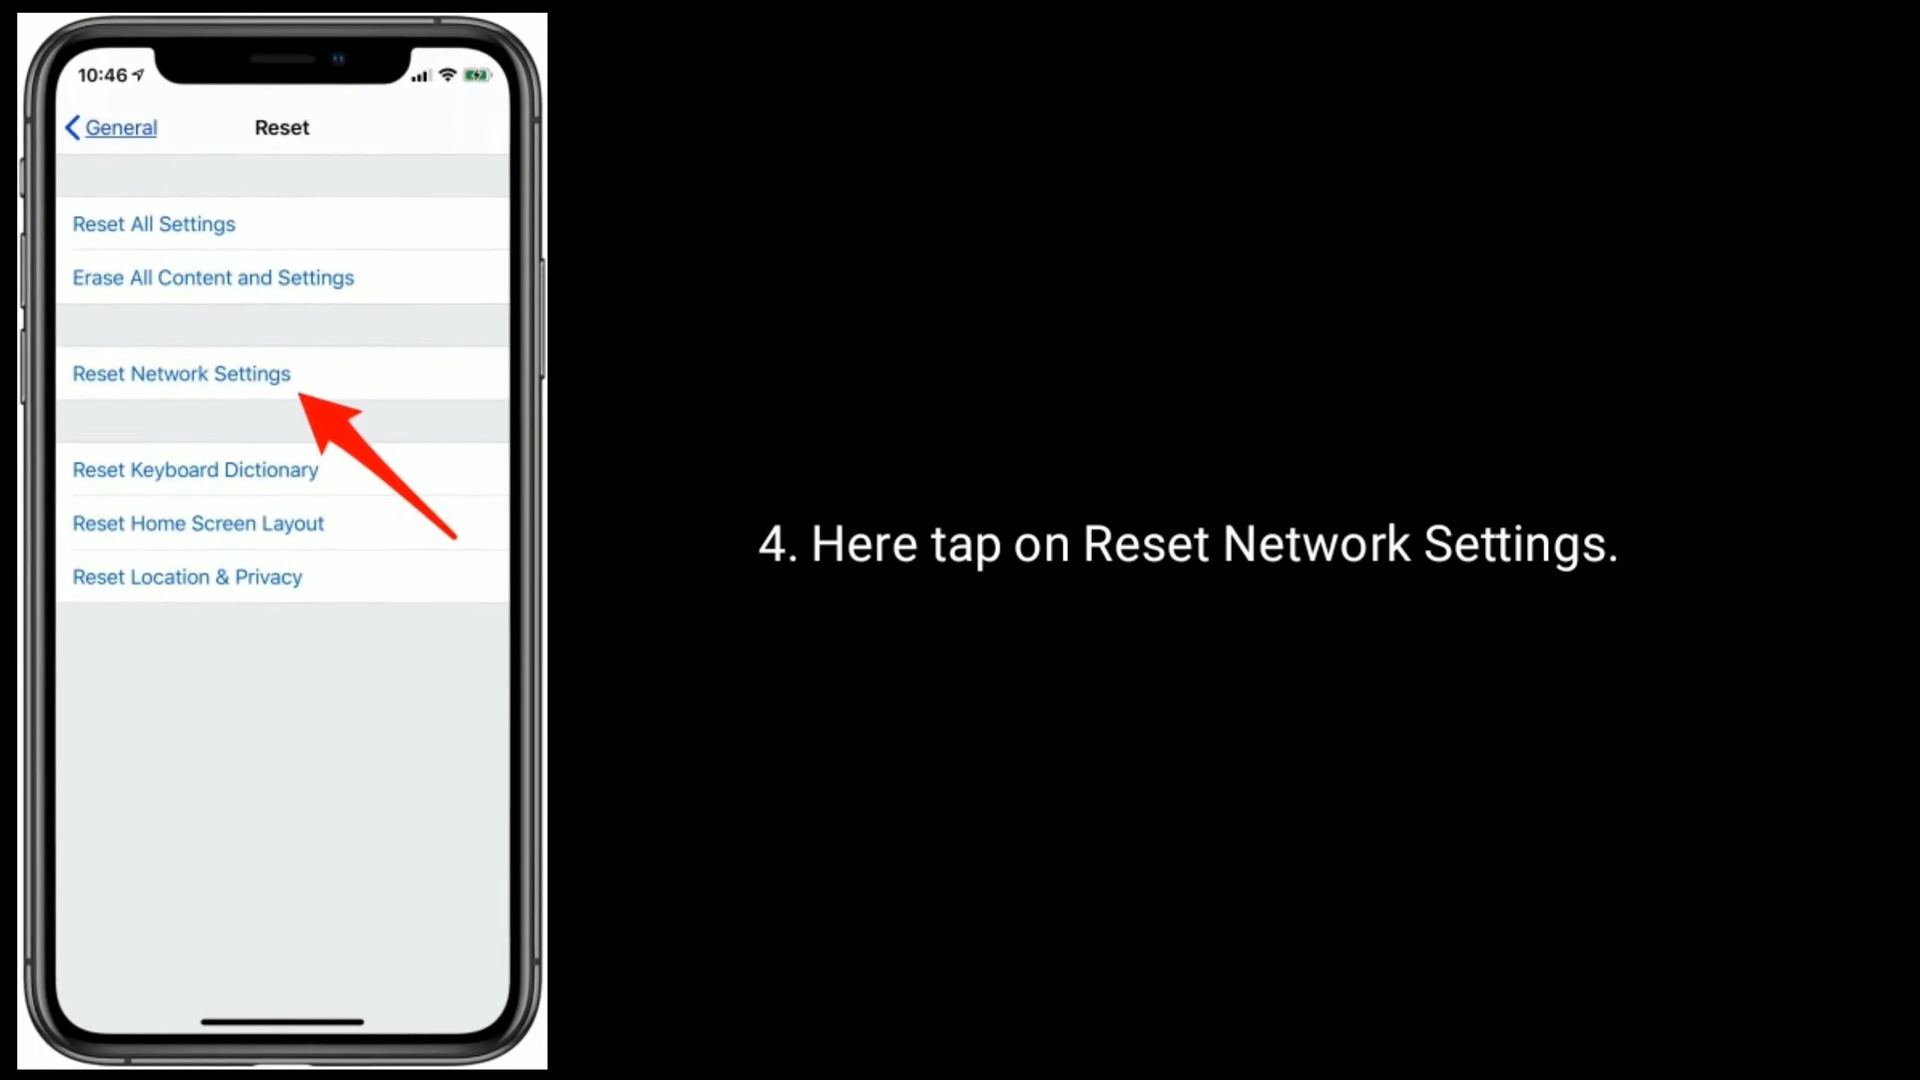 10:46
General
Reset
Reset All Settings
Erase All Content and Settings
Reset Network Settings
Reset Keyboard Dictionary
Reset Home Screen Layout
Reset Location & Privacy
4. Here tap on Reset Network Settings.